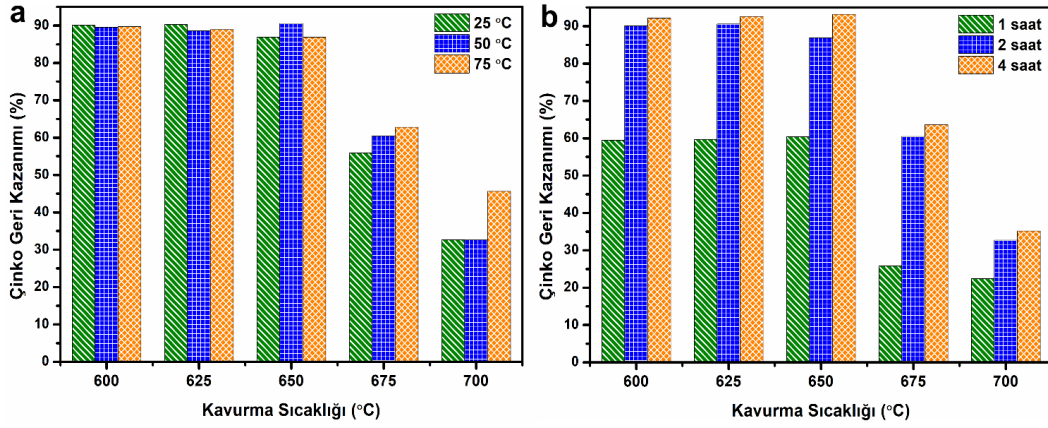 a
25 °C
50 °C
75 °C
Çinko Geri Kazanımı (%)
90
80
70
60
50
40
30
20
10
0
600 625 650 675 700
Kavurma Sıcaklığı (°C)
b
1 saat
2 saat
4 saat
Çinko Geri Kazanımı (%)
90
80
70
60
50
40
30
20
10
0
600 625 650 675 700
Kavurma Sıcaklığı (°C)